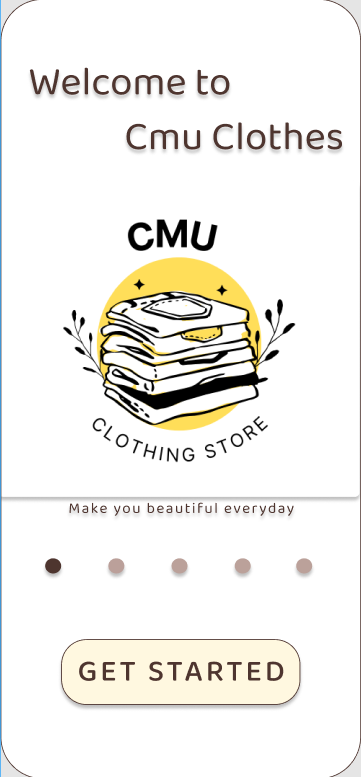 Welcome to
Cmu Clothes
CMU
CLOTHING STORE
Make you beautiful everyday
GET STARTED